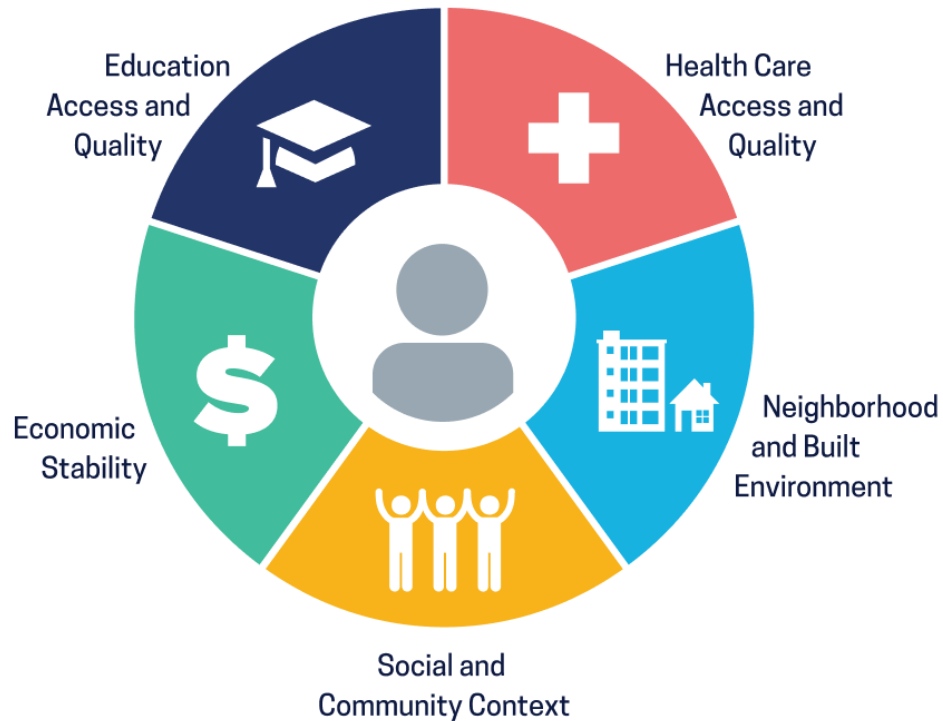 Education
Access and
Quality
Health Care
Access and
Quality
Economic
Stability
Neighborhood
and Built
Environment
Social and
Community Context